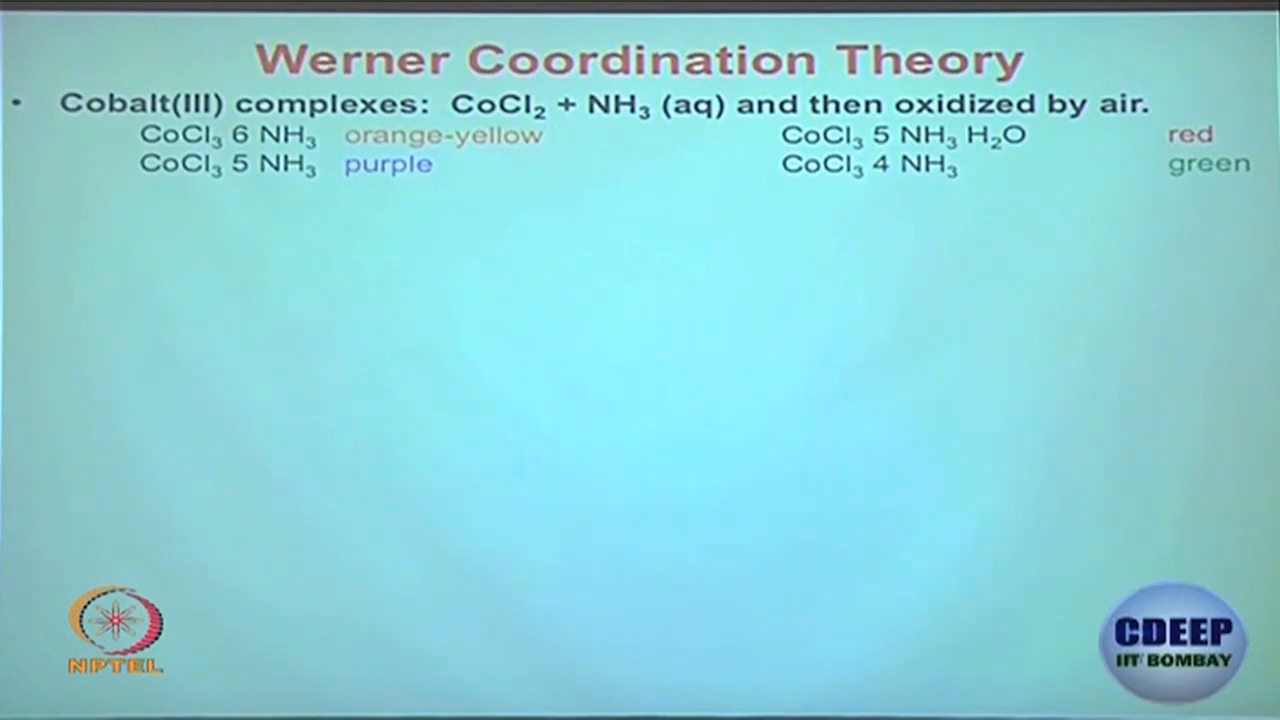 Werner Coordination Theory
• Cobalt(III) complexes: CoCl₂ + NH₃ (aq) and then oxidized by air.
CoCl₃ 6 NH₃ orange-yellow CoCl₃ 5 NH₃ H₂O red
CoCl₃ 5 NH₃ purple CoCl₃ 4 NH₃ green
NPTEL
CDEEP
IIT BOMBAY